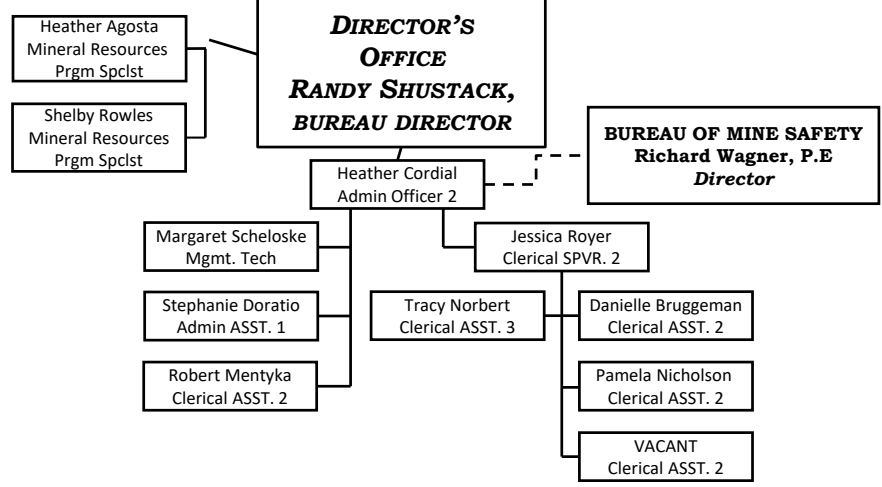 Heather Agosta
Mineral Resources
Prgm Spclst
Shelby Rowles
Mineral Resources
Prgm Spclst
DIRECTOR'S
OFFICE
RANDY SHUSTACK,
BUREAU DIRECTOR
BUREAU OF MINE SAFETY
Richard Wagner, P.E
Director
Heather Cordial
Admin Officer 2
Margaret Scheloske
Mgmt. Tech
Jessica Royer
Clerical SPVR. 2
Stephanie Doratio
Admin ASST. 1
Tracy Norbert
Clerical ASST. 3
Danielle Bruggeman
Clerical ASST. 2
Robert Mentyka
Clerical ASST. 2
Pamela Nicholson
Clerical ASST. 2
VACANT
Clerical ASST. 2